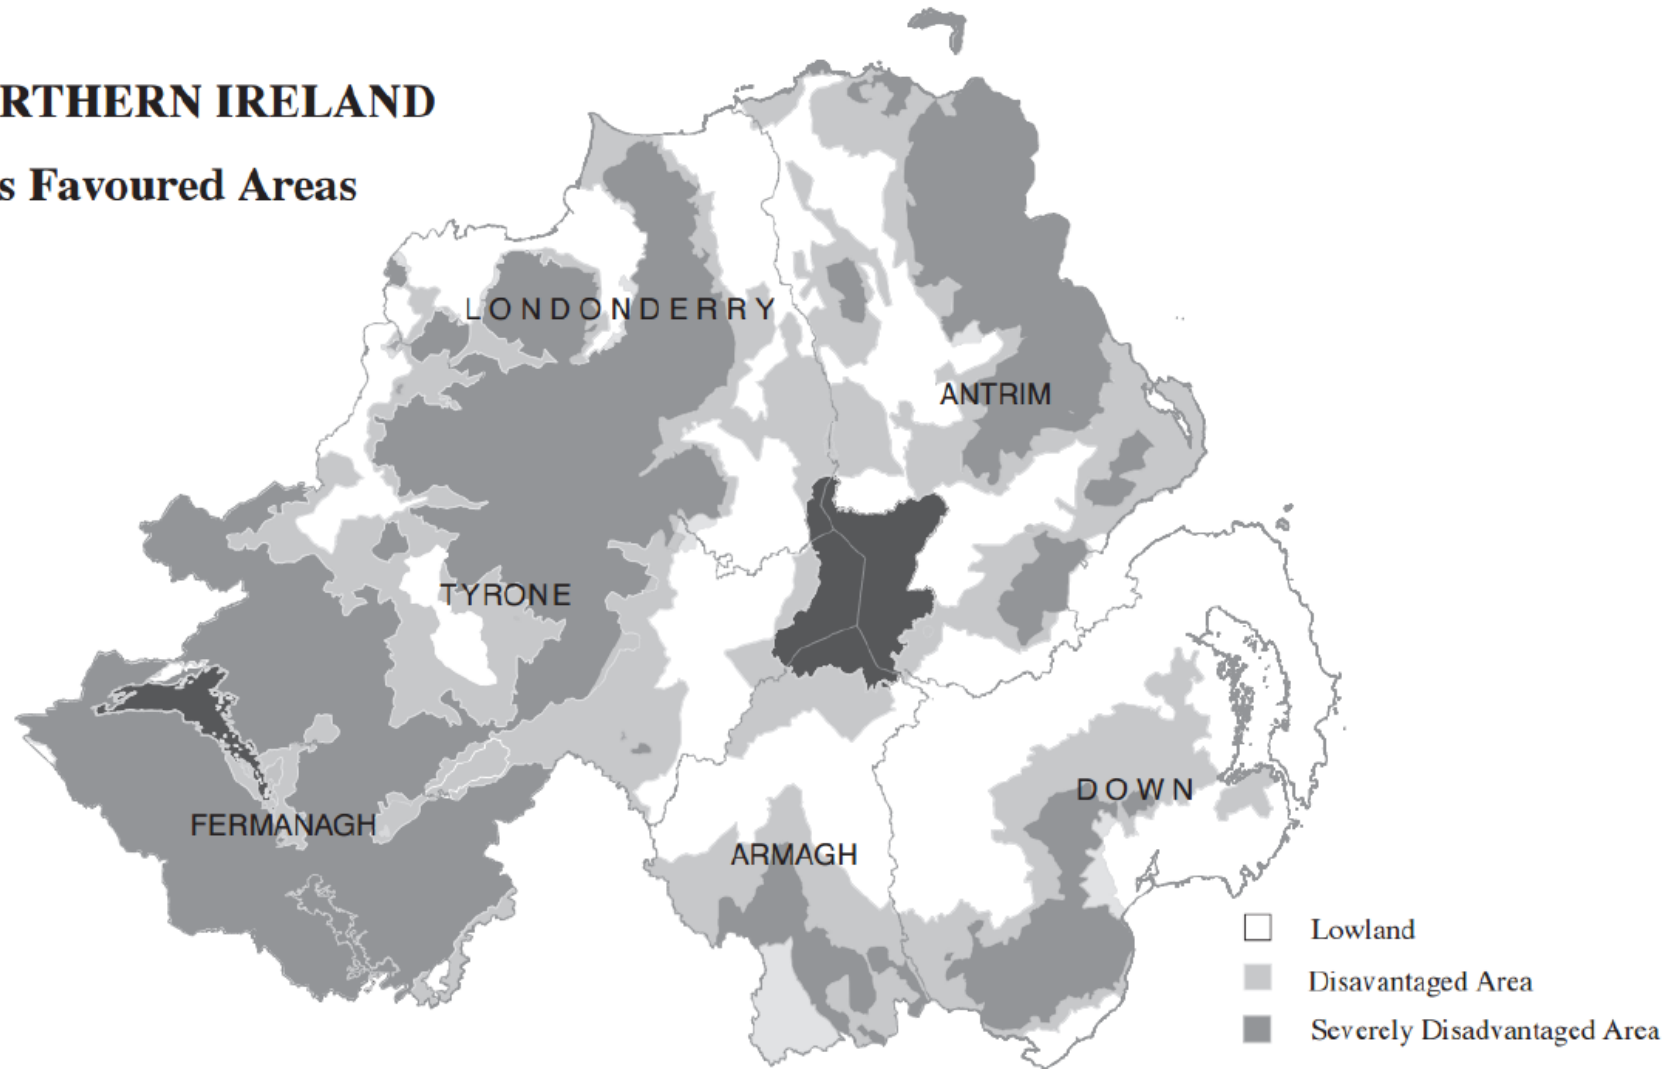 RTHERN IRELAND
s Favoured Areas
LONDONDERRY
ANTRIM
TYRONE
DOWN
FERMANAGH
ARMAGH
Lowland
Disavantaged Area
Severely Disadvantaged Area